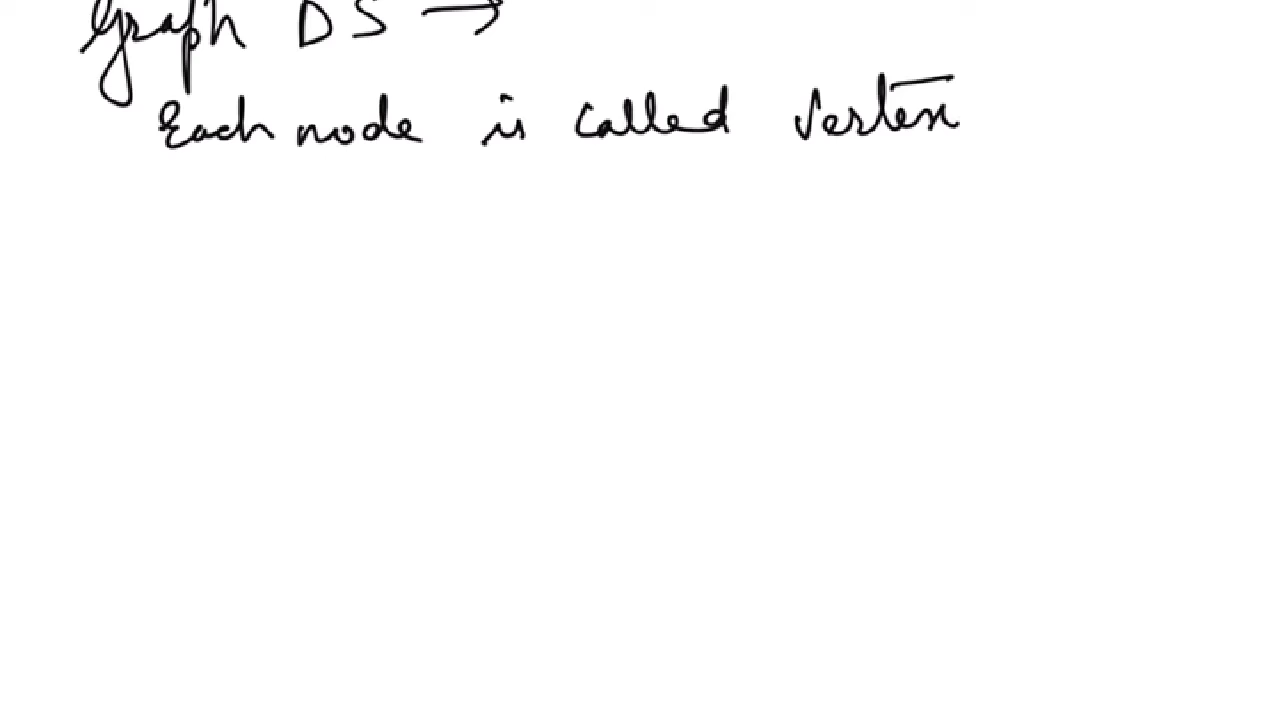 Graph DS →
Each node is called vertex